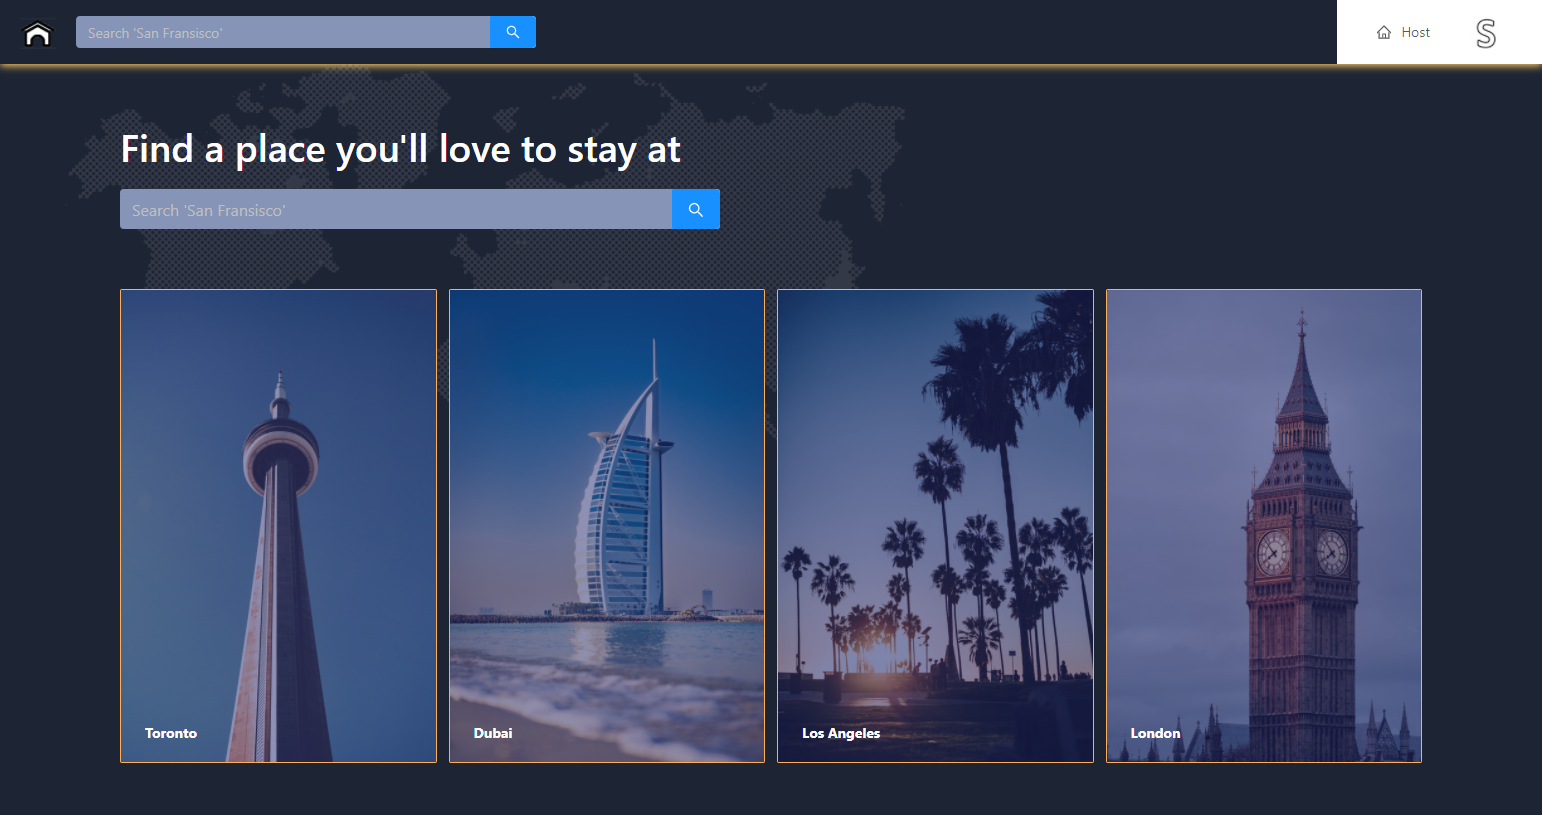 Search 'San Fransisco'
Host
S
Find a place you'll love to stay at
Search 'San Fransisco'
Toronto
Dubai
Los Angeles
London